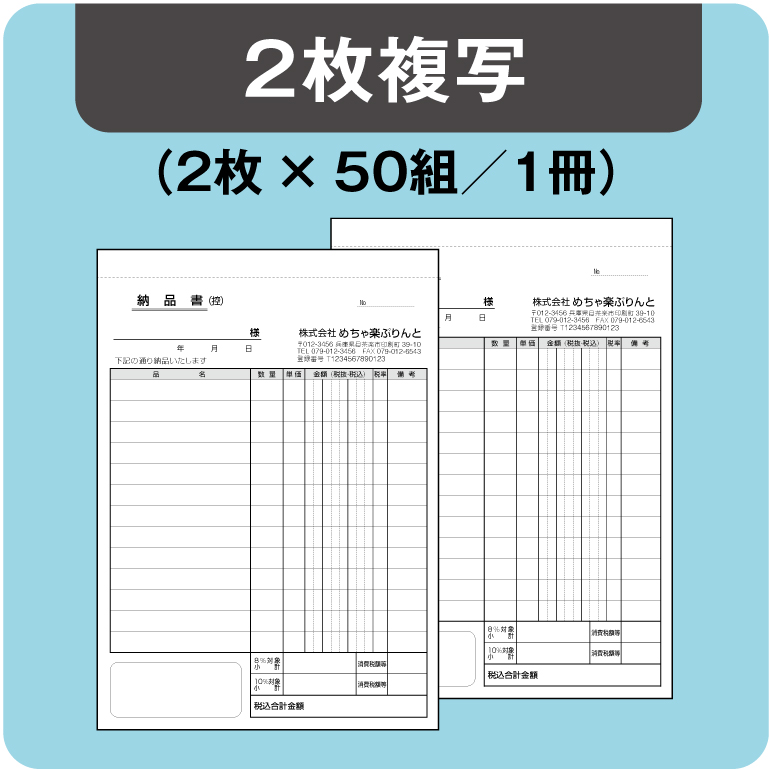 2枚複写
（2枚 × 50組／1冊）
納品書（控）
No
様
年 月 日
下記の通り納品いたします
株式会社 めちゃ楽ぷりんと
〒012-3456 兵庫県目茶楽市印刷町 39-10
TEL 079-012-3456 FAX 079-012-6543
登録番号 T1234567890123
品名 数量 単価 金額（税抜・税込） 税率 備考
8％対象小計 消費税額等
10％対象小計 消費税額等
税込合計金額
No
様
月 日
株式会社 めちゃ楽ぷりんと
〒012-3456 兵庫県目茶楽市印刷町 39-10
TEL 079-012-3456 FAX 079-012-6543
登録番号 T1234567890123
数量 単価 金額（税抜・税込） 税率 備考
8％対象小計 消費税額等
10％対象小計 消費税額等
税込合計金額